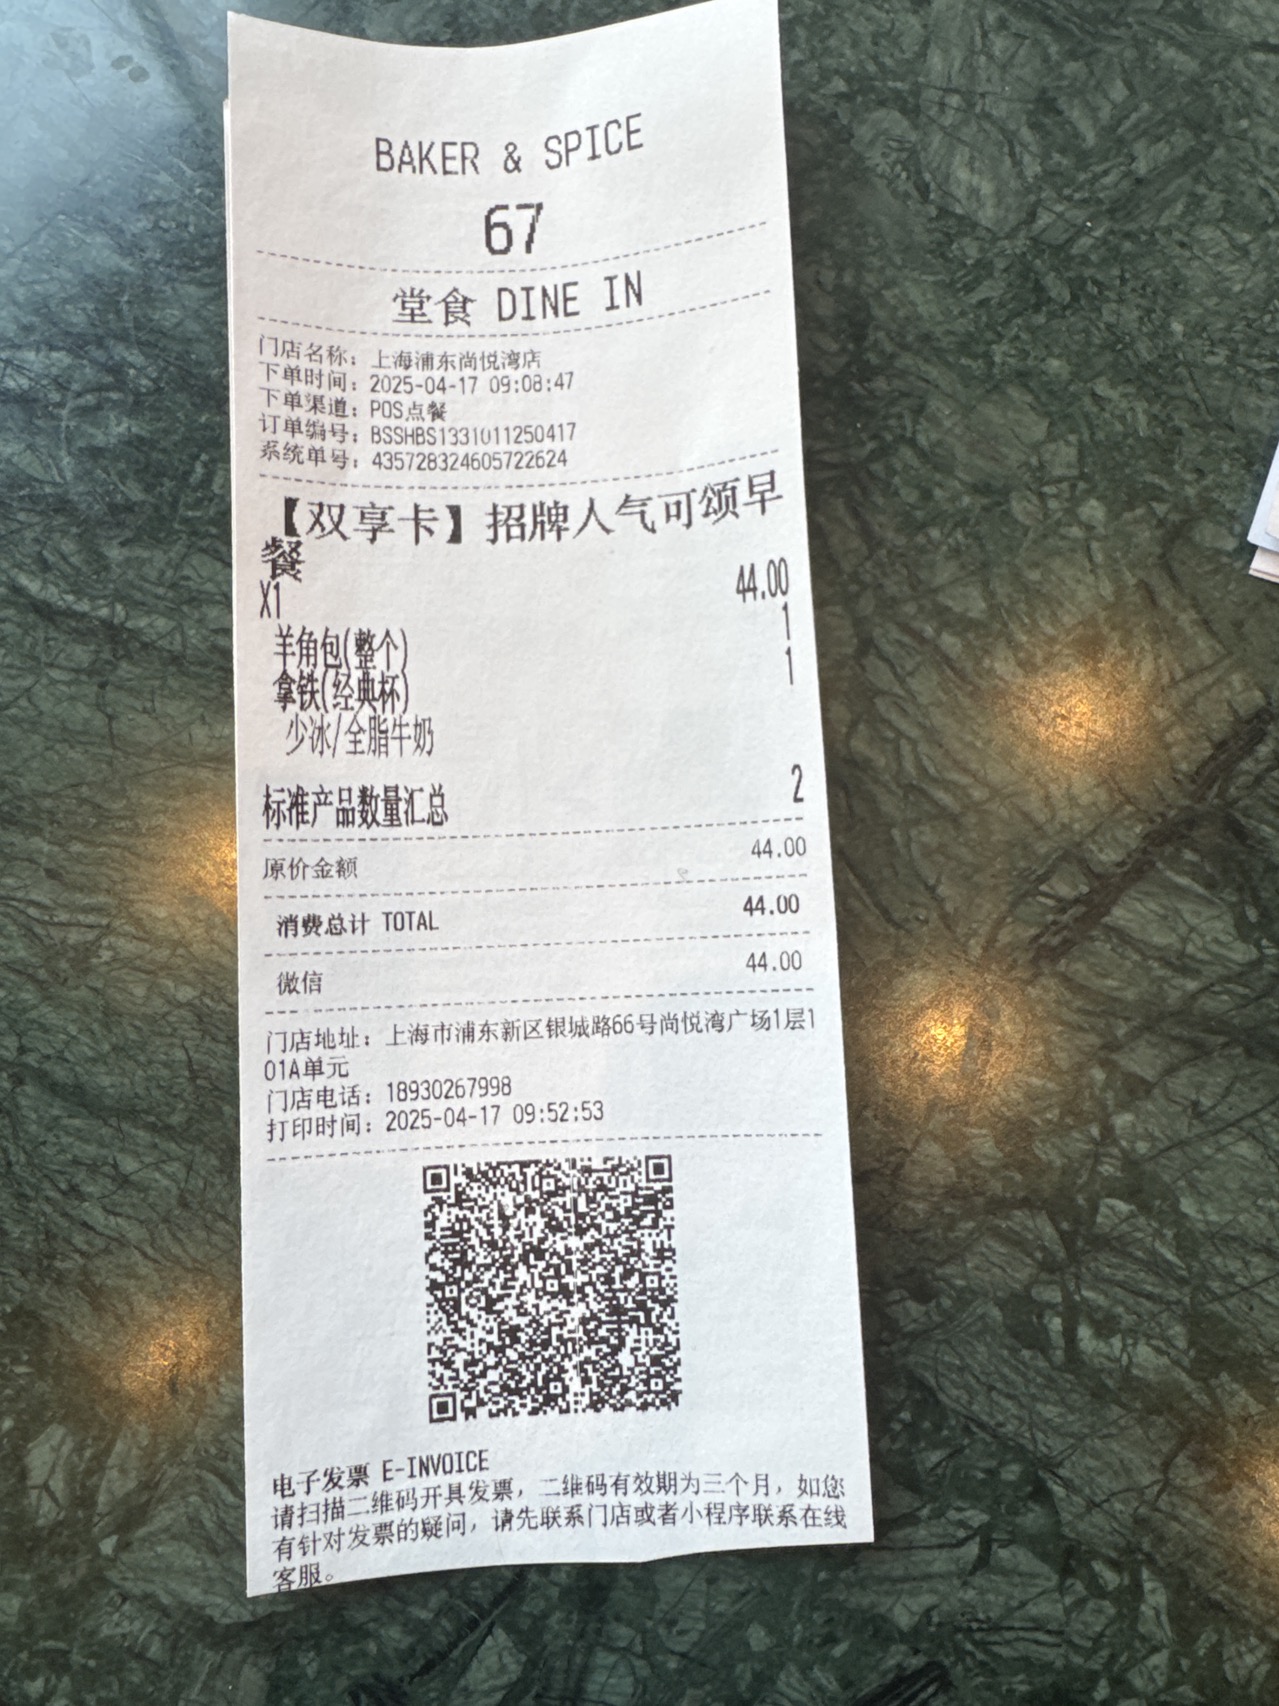 BAKER & SPICE
67
堂食 DINE IN
门店名称：上海浦东尚悦湾店
下单时间：2025-04-17 09:08:47
下单渠道：POS点餐
订单编号：BSSHBS1331011250417
系统单号：435728324605722624
【双享卡】招牌人气可颂早
餐
X1 44.00
羊角包(整个) 1
拿铁(经典杯) 1
少冰/全脂牛奶
标准产品数量汇总 2
原价金额 44.00
消费总计 TOTAL 44.00
微信 44.00
门店地址：上海市浦东新区银城路66号尚悦湾广场1层1
01A单元
门店电话：18930267998
打印时间：2025-04-17 09:52:53
电子发票 E-INVOICE
请扫描二维码开具发票，二维码有效期为三个月，如您
有针对发票的疑问，请先联系门店或者小程序联系在线
客服。